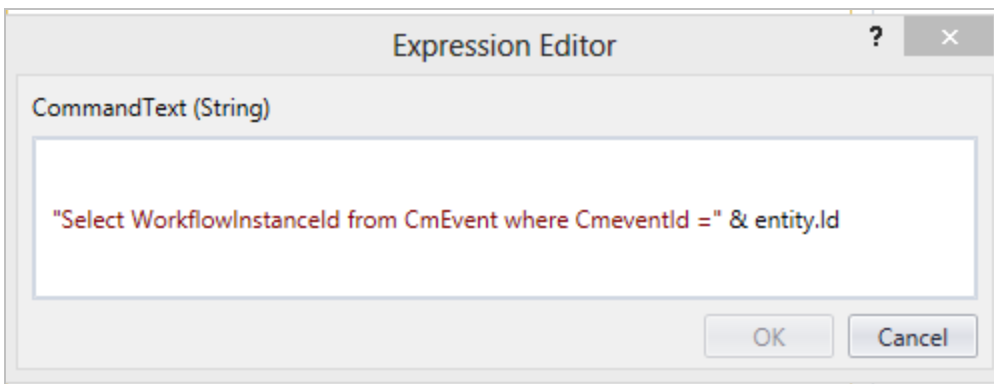 Expression Editor
?
×
CommandText (String)
"Select WorkflowInstanceId from CmEvent where CmeventId =" & entity.Id
OK
Cancel